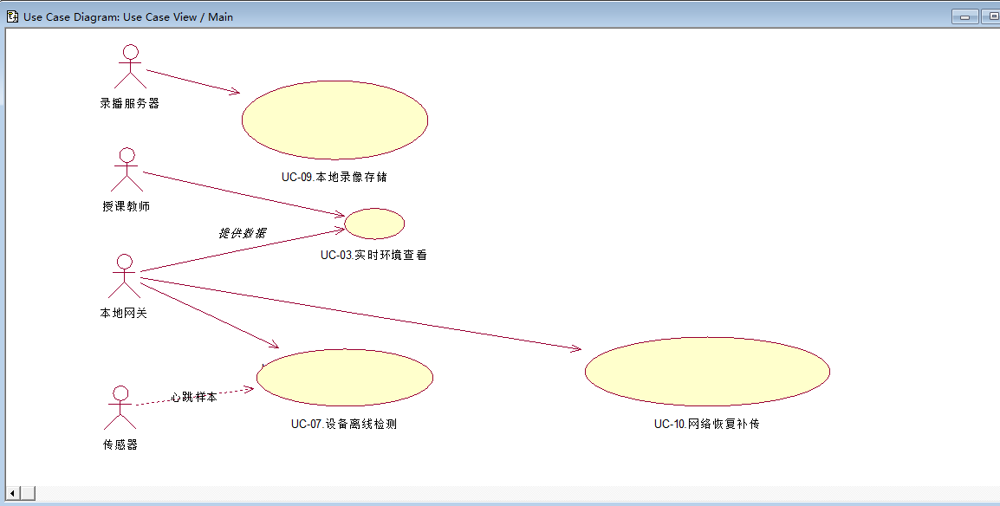 Use Case Diagram: Use Case View / Main
录播服务器
UC-09.本地录像存储
授课教师
提供数据
UC-03.实时环境查看
本地网关
心跳样本
UC-07.设备离线检测
UC-10.网络恢复补传
传感器